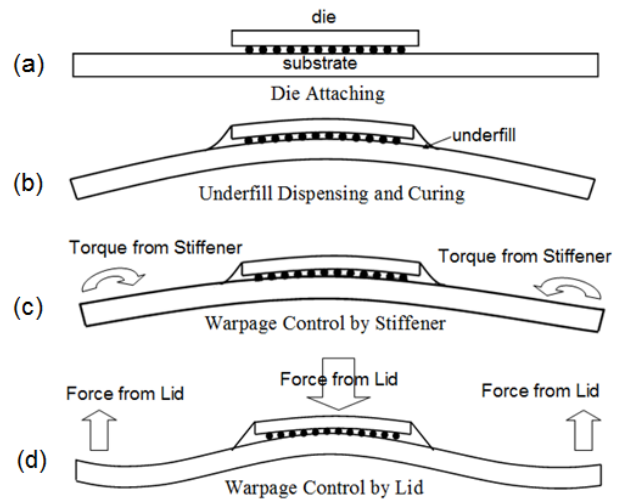 die
(a)
substrate
Die Attaching
underfill
(b)
Underfill Dispensing and Curing
Torque from Stiffener
Torque from Stiffener
(c)
Warpage Control by Stiffener
Force from Lid
Force from Lid
Force from Lid
(d)
Warpage Control by Lid